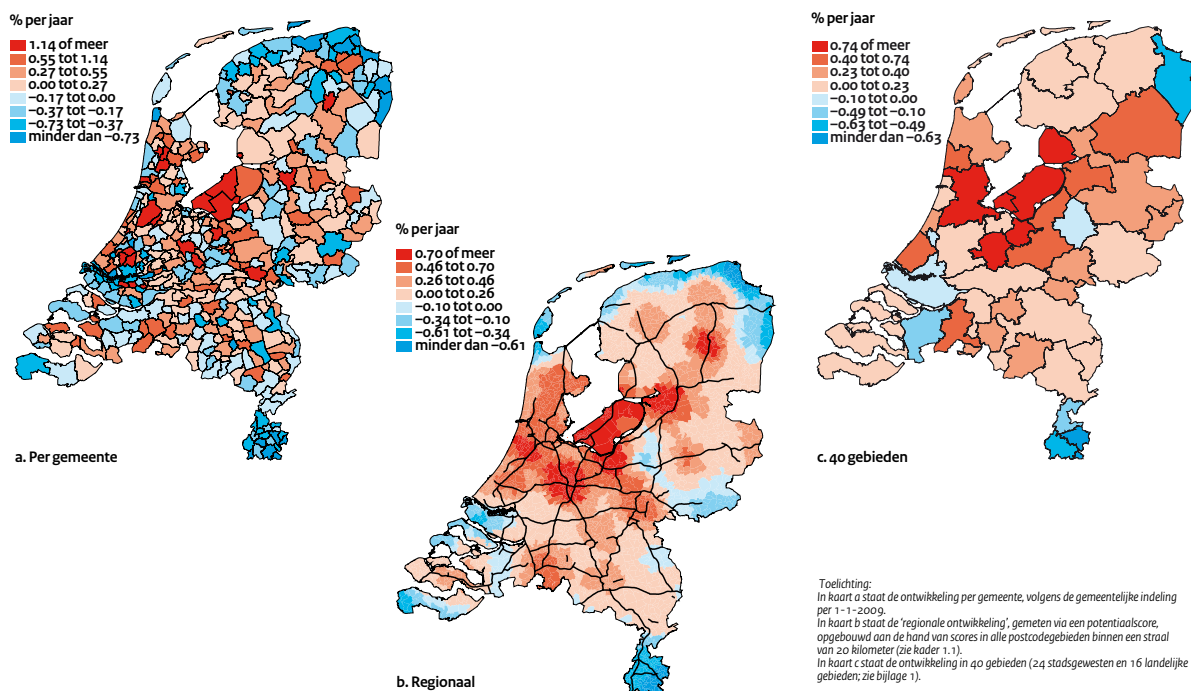 % per jaar
1.14 of meer
0.55 tot 1.14
0.27 tot 0.55
0.00 tot 0.27
−0.17 tot 0.00
−0.37 tot −0.17
−0.73 tot −0.37
minder dan −0.73
a. Per gemeente
% per jaar
0.70 of meer
0.46 tot 0.70
0.26 tot 0.46
0.00 tot 0.26
−0.10 tot 0.00
−0.34 tot −0.10
−0.61 tot −0.34
minder dan −0.61
b. Regionaal
% per jaar
0.74 of meer
0.40 tot 0.74
0.23 tot 0.40
0.00 tot 0.23
−0.10 tot 0.00
−0.49 tot −0.10
−0.63 tot −0.49
minder dan −0.63
c. 40 gebieden
Toelichting:
In kaart a staat de ontwikkeling per gemeente, volgens de gemeentelijke indeling
per 1-1-2009.
In kaart b staat de ‘regionale ontwikkeling’, gemeten via een potentiaalscore,
opgebouwd aan de hand van scores in alle postcodegebieden binnen een straal
van 20 kilometer (zie kader 1.1).
In kaart c staat de ontwikkeling in 40 gebieden (24 stadsgewesten en 16 landelijke
gebieden; zie bijlage 1).